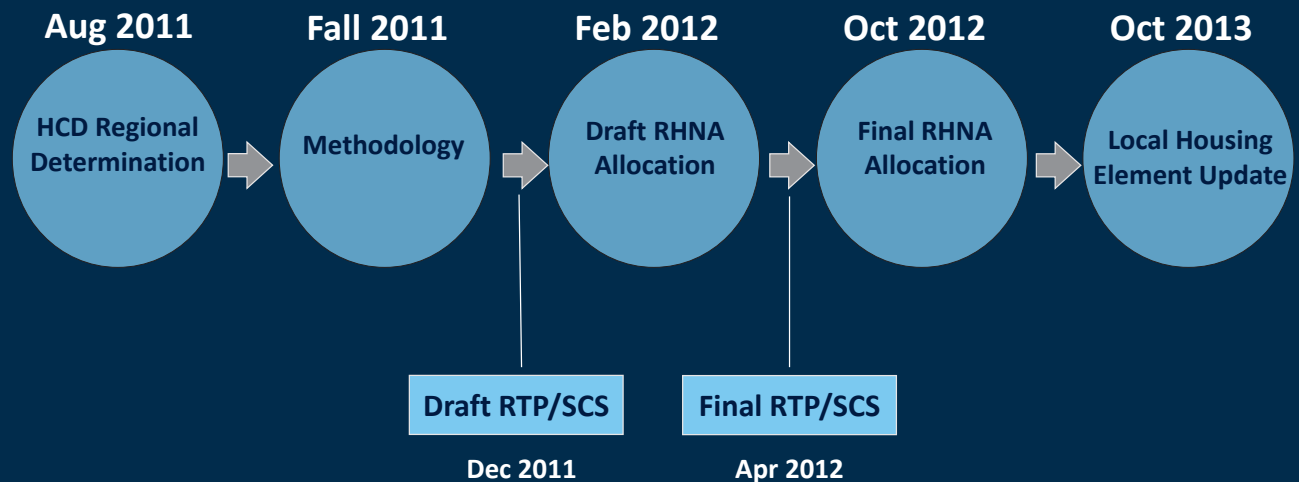 Aug 2011
Fall 2011
Feb 2012
Oct 2012
Oct 2013
HCD Regional
Determination
Methodology
Draft RHNA
Allocation
Final RHNA
Allocation
Local Housing
Element Update
Draft RTP/SCS
Final RTP/SCS
Dec 2011
Apr 2012